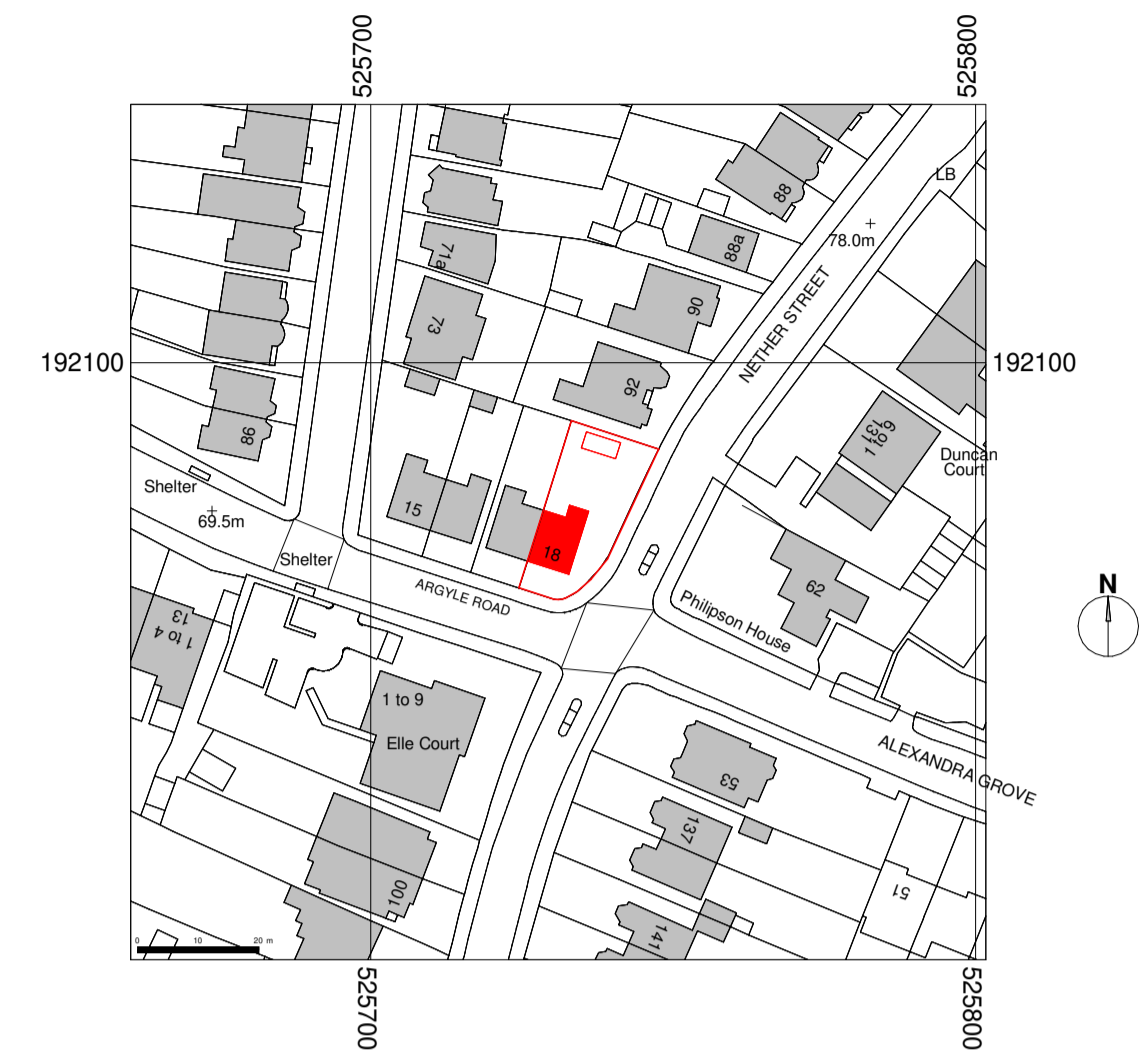 525700
525800
192100
192100
LB
88
88a
78.0m
71a
90
73
NETHER STREET
92
86
131
1 to 9
Duncan
Court
Shelter
69.5m
15
18
Shelter
ARGYLE ROAD
62
Philipson House
N
13
1 to 4
1 to 9
Elle Court
53
ALEXANDRA GROVE
137
100
51
141
0 10 20 m
525700
525800